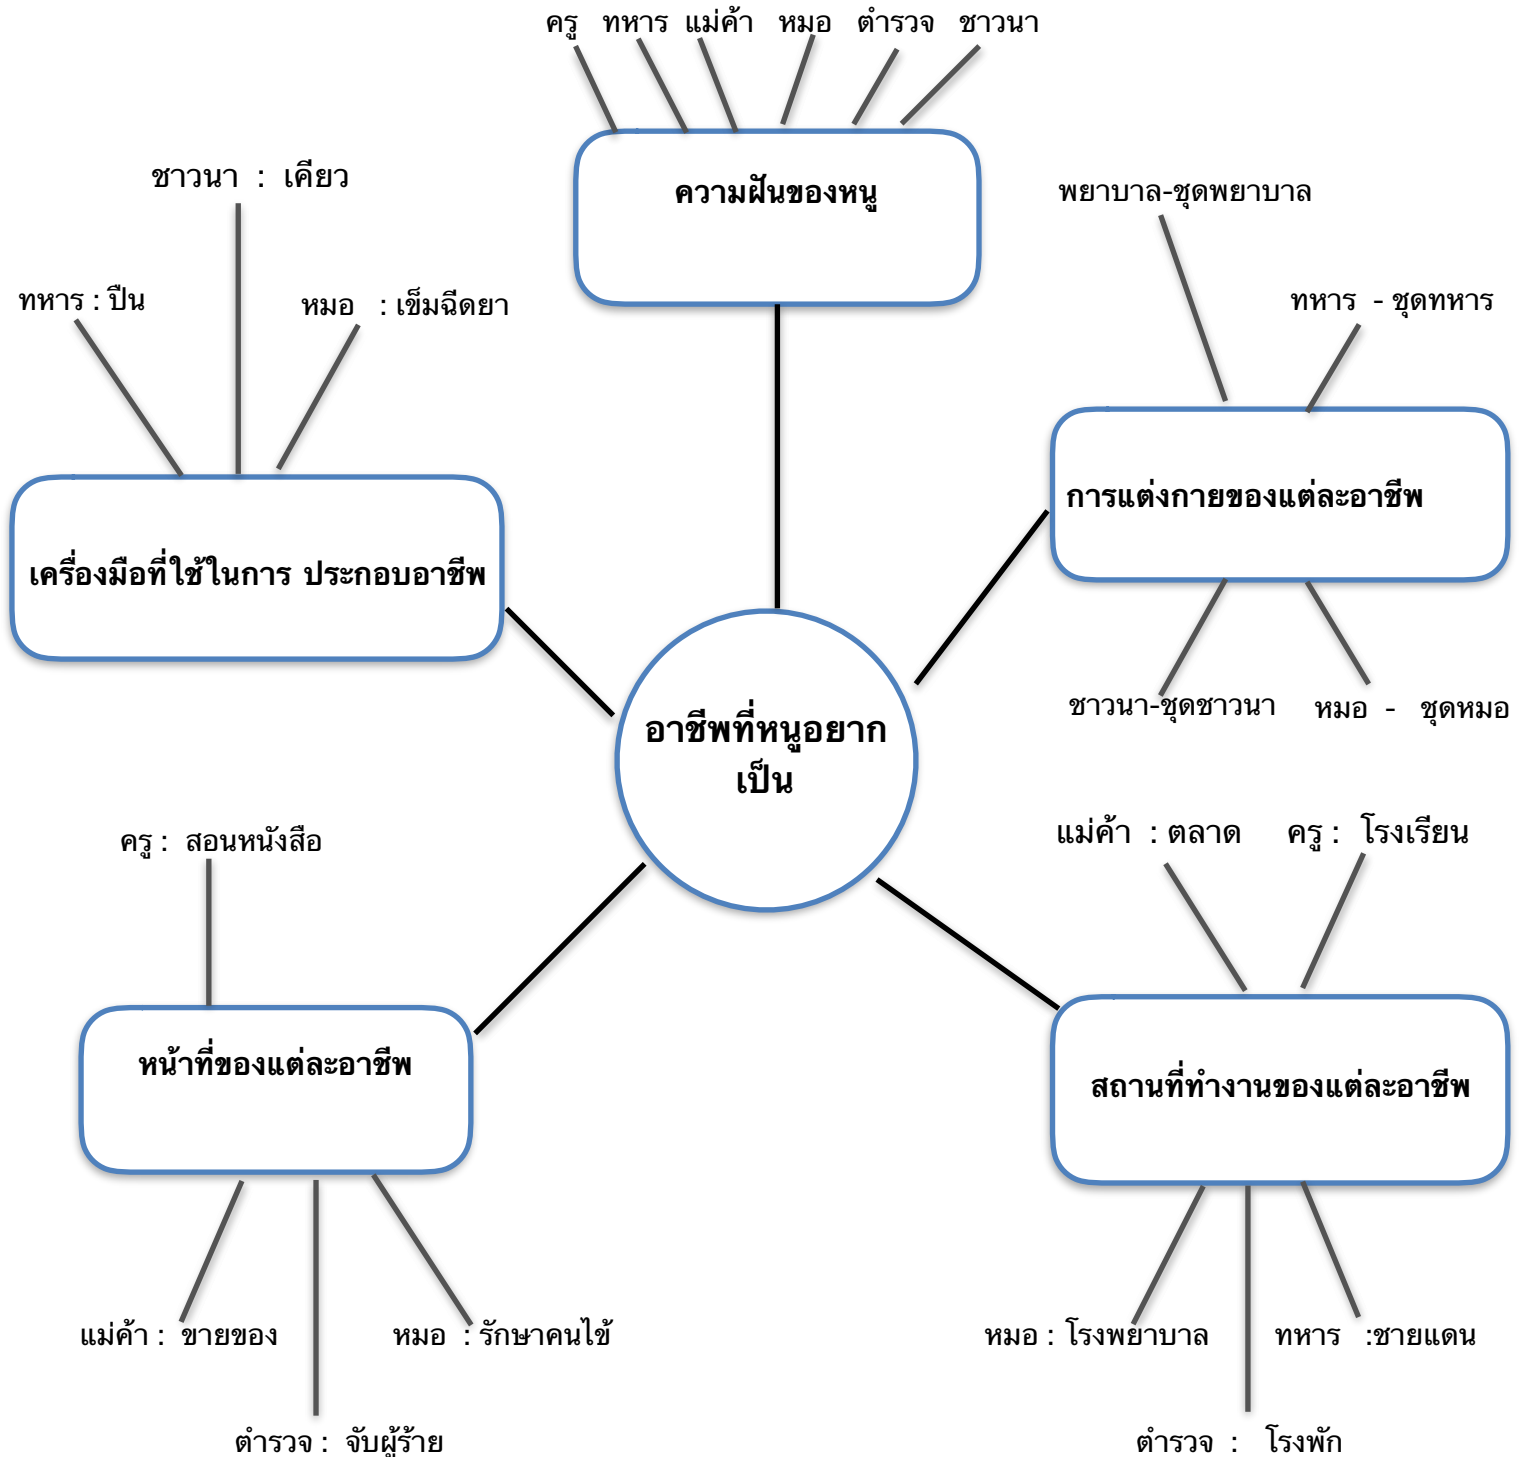 ครู ทหาร แม่ค้า หมอ ตำรวจ ชาวนา
ความฝันของหนู
ชาวนา : เคียว
ทหาร : ปืน
หมอ : เข็มฉีดยา
เครื่องมือที่ใช้ในการ ประกอบอาชีพ
พยาบาล-ชุดพยาบาล
ทหาร - ชุดทหาร
การแต่งกายของแต่ละอาชีพ
ชาวนา-ชุดชาวนา
หมอ - ชุดหมอ
อาชีพที่หนูอยาก
เป็น
ครู : สอนหนังสือ
หน้าที่ของแต่ละอาชีพ
แม่ค้า : ขายของ
หมอ : รักษาคนไข้
ตำรวจ : จับผู้ร้าย
แม่ค้า : ตลาด
ครู : โรงเรียน
สถานที่ทำงานของแต่ละอาชีพ
หมอ : โรงพยาบาล
ทหาร :ชายแดน
ตำรวจ : โรงพัก